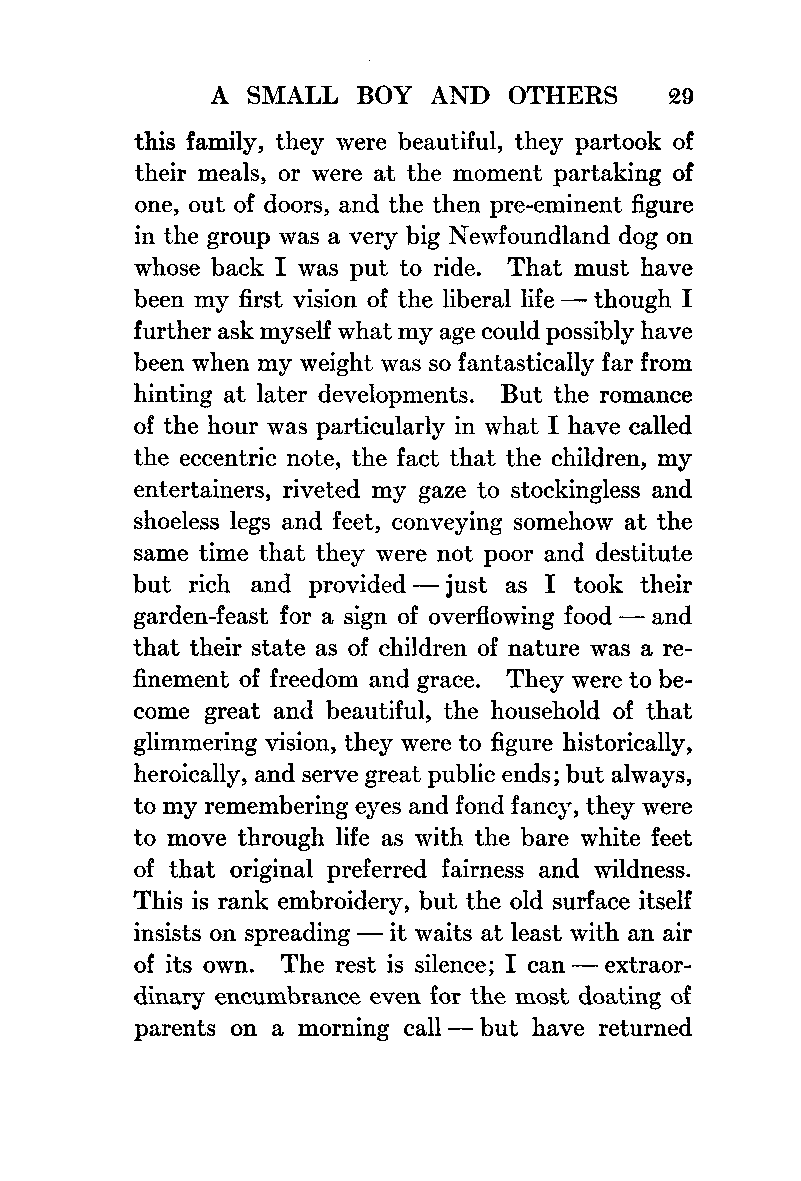 A SMALL BOY AND OTHERS 29
this family, they were beautiful, they partook of
their meals, or were at the moment partaking of
one, out of doors, and the then pre-eminent figure
in the group was a very big Newfoundland dog on
whose back I was put to ride. That must have
been my first vision of the liberal life — though I
further ask myself what my age could possibly have
been when my weight was so fantastically far from
hinting at later developments. But the romance
of the hour was particularly in what I have called
the eccentric note, the fact that the children, my
entertainers, riveted my gaze to stockingless and
shoeless legs and feet, conveying somehow at the
same time that they were not poor and destitute
but rich and provided — just as I took their
garden-feast for a sign of overflowing food — and
that their state as of children of nature was a re-
finement of freedom and grace. They were to be-
come great and beautiful, the household of that
glimmering vision, they were to figure historically,
heroically, and serve great public ends; but always,
to my remembering eyes and fond fancy, they were
to move through life as with the bare white feet
of that original preferred fairness and wildness.
This is rank embroidery, but the old surface itself
insists on spreading — it waits at least with an air
of its own. The rest is silence; I can — extraor-
dinary encumbrance even for the most doating of
parents on a morning call — but have returned